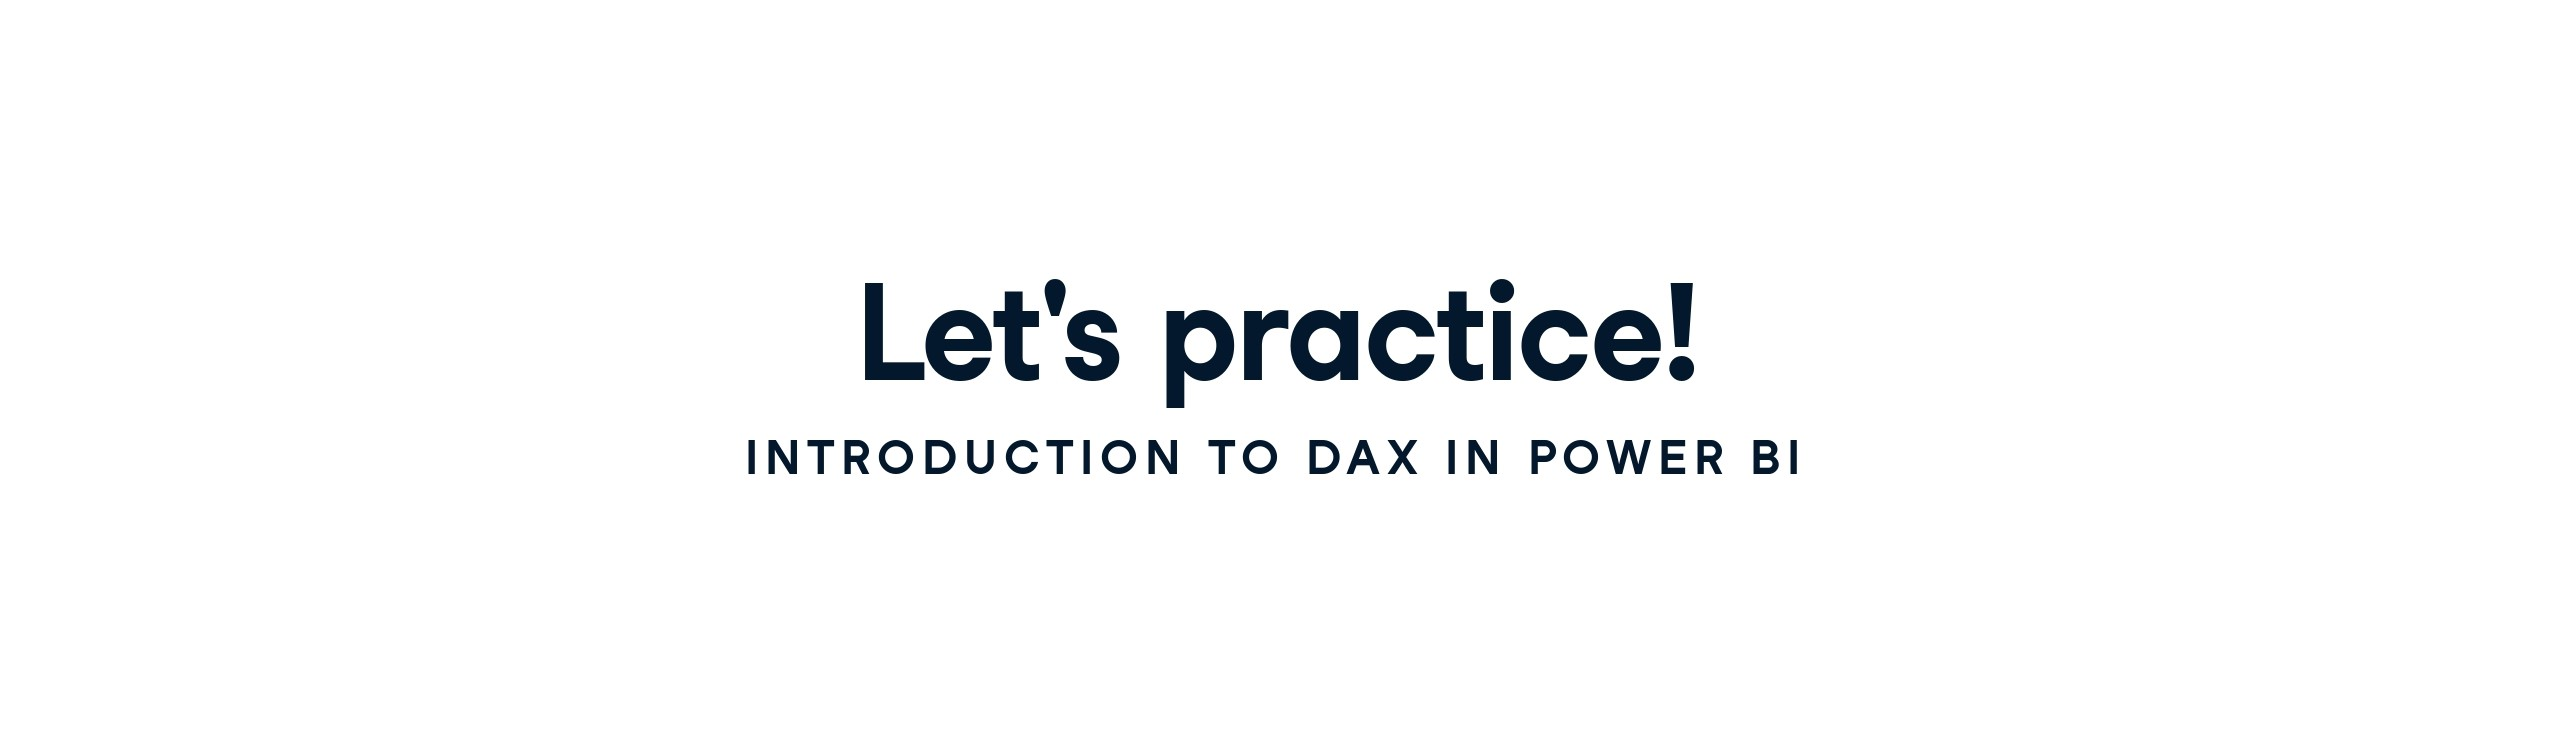 Let's practice!
INTRODUCTION TO DAX IN POWER BI